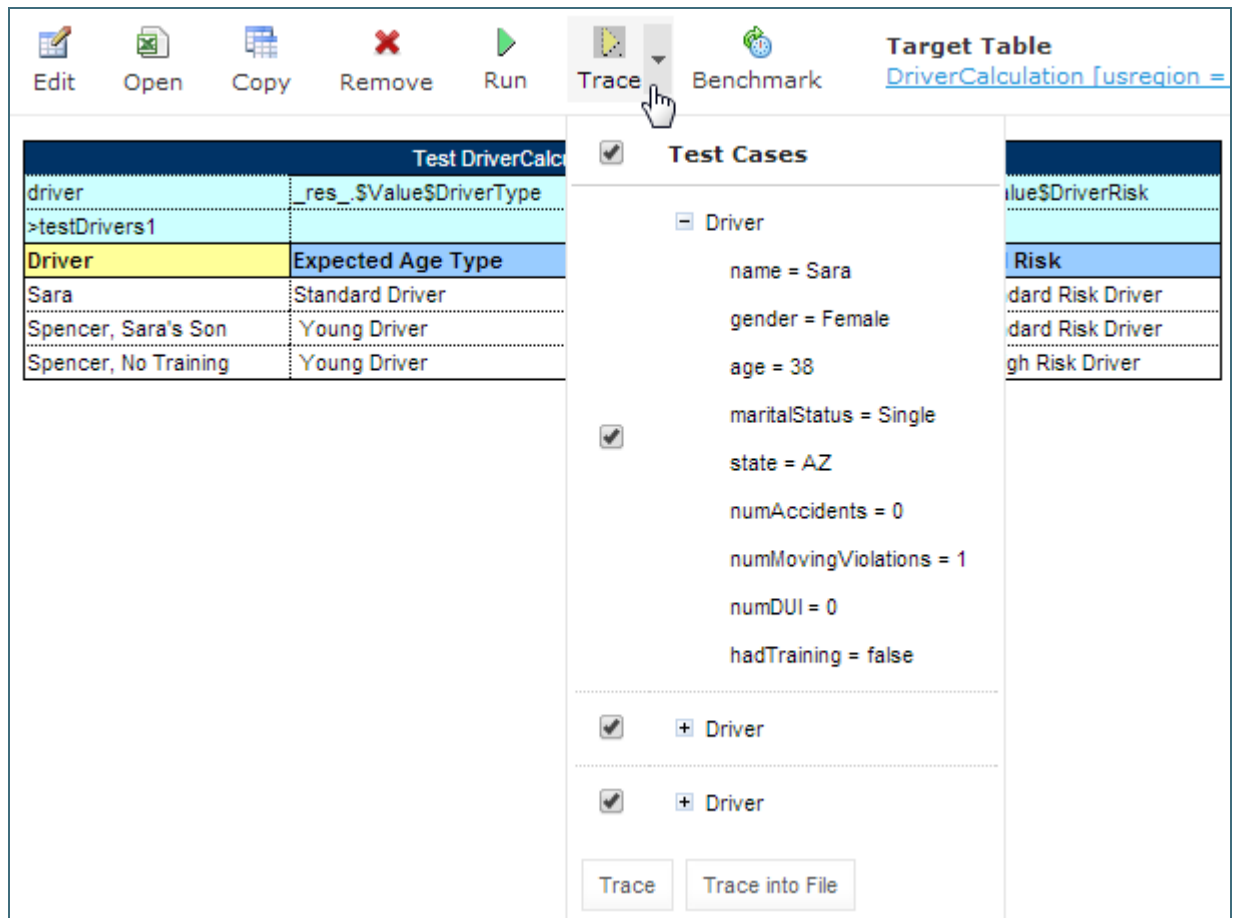 Edit Open Copy Remove Run Trace Benchmark
Target Table
DriverCalculation [usregion =
Test DriverCalcu
driver _res_.$Value$DriverType alue$DriverRisk
>testDrivers1
Driver Expected Age Type Risk
Sara Standard Driver dard Risk Driver
Spencer, Sara's Son Young Driver dard Risk Driver
Spencer, No Training Young Driver gh Risk Driver
Test Cases
Driver
name = Sara
gender = Female
age = 38
maritalStatus = Single
state = AZ
numAccidents = 0
numMovingViolations = 1
numDUI = 0
hadTraining = false
Driver
Driver
Trace Trace into File